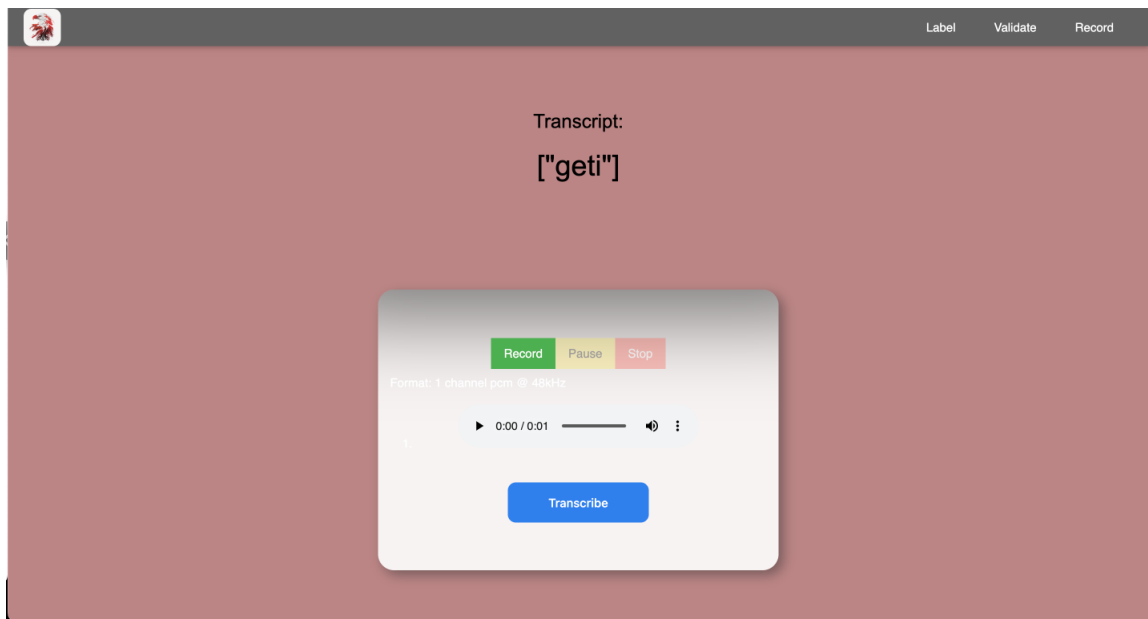 Label Validate Record
Transcript:
["geti"]
Record Pause Stop
Format: 1 channel pcm @ 48kHz
0:00 / 0:01
1.
Transcribe